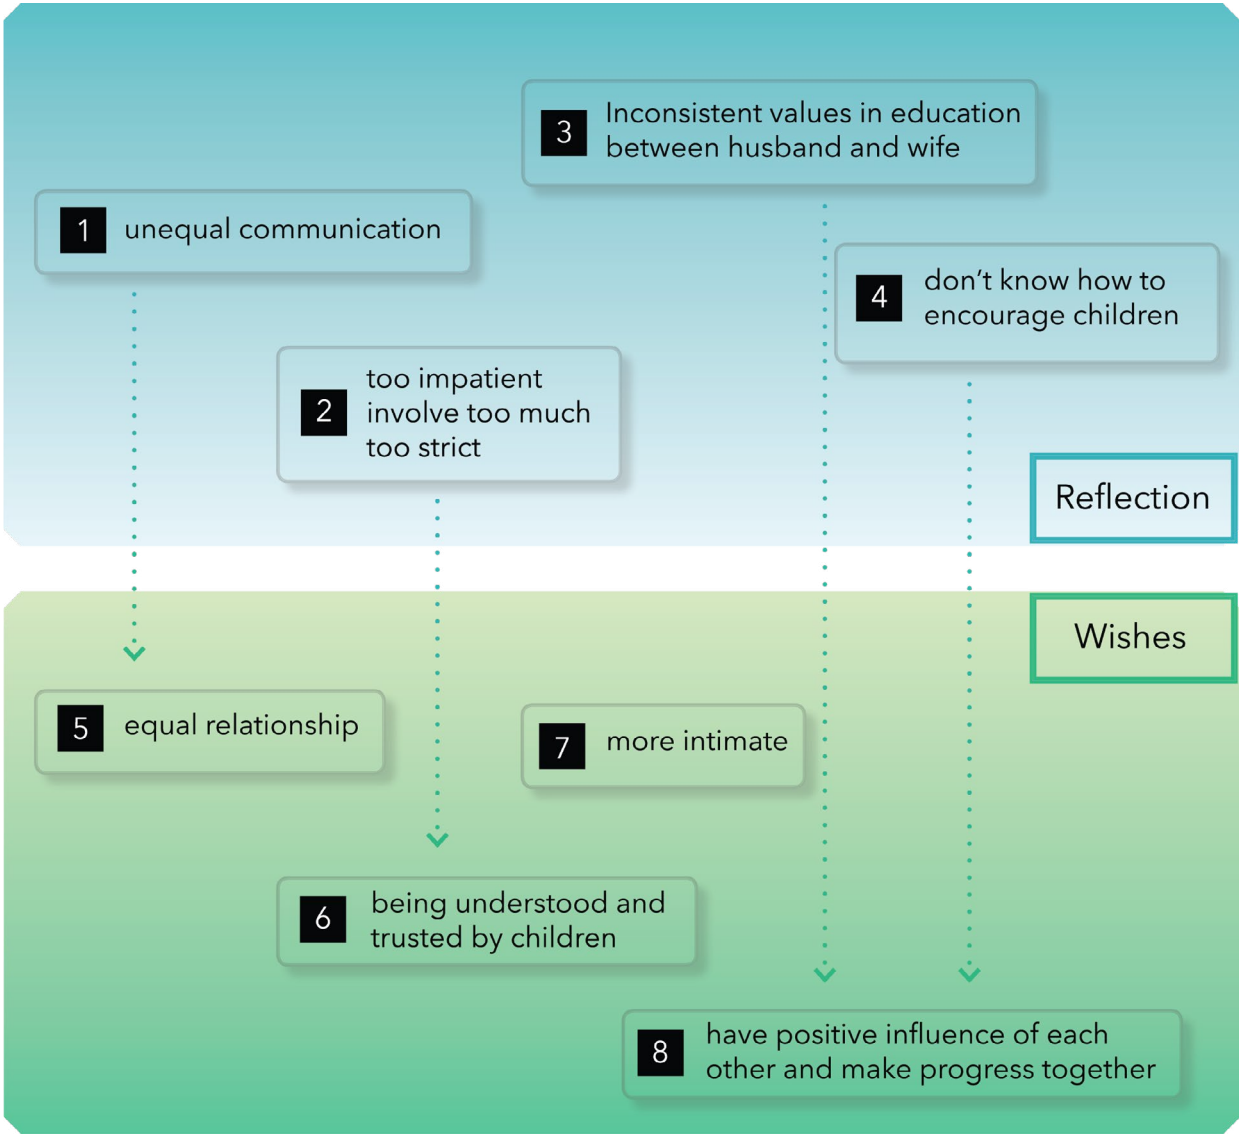 3
Inconsistent values in education
between husband and wife
1
unequal communication
4
don’t know how to
encourage children
2
too impatient
involve too much
too strict
Reflection
Wishes
5
equal relationship
7
more intimate
6
being understood and
trusted by children
8
have positive influence of each
other and make progress together